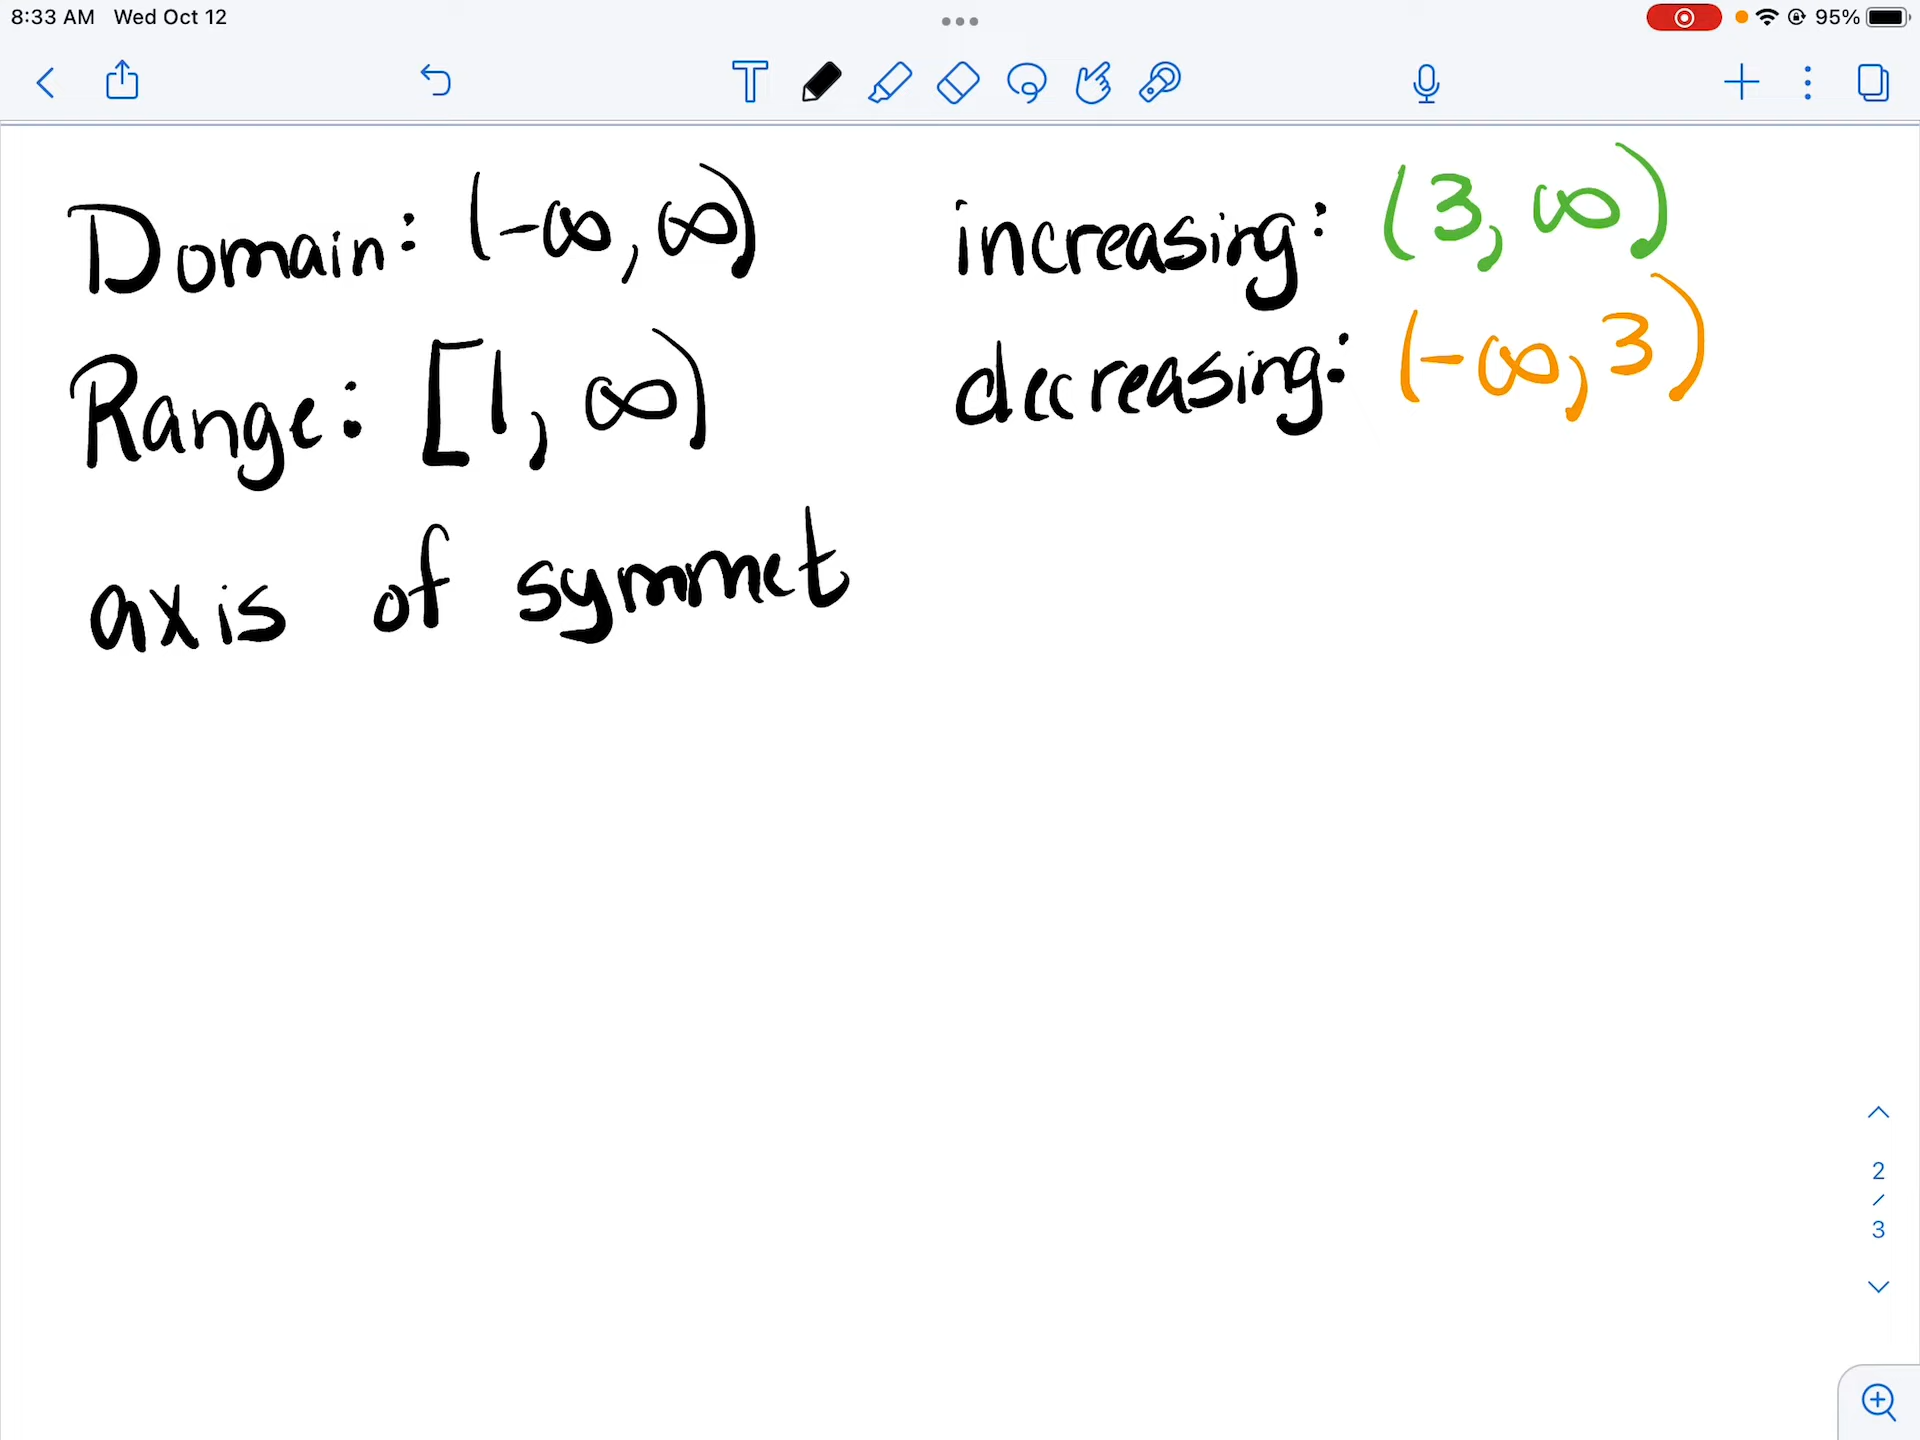 8:33 AM Wed Oct 12
95%
Domain: (-∞, ∞)
increasing: (3, ∞)
Range: [1, ∞)
decreasing: (-∞, 3)
axis of symmet
2
/
3